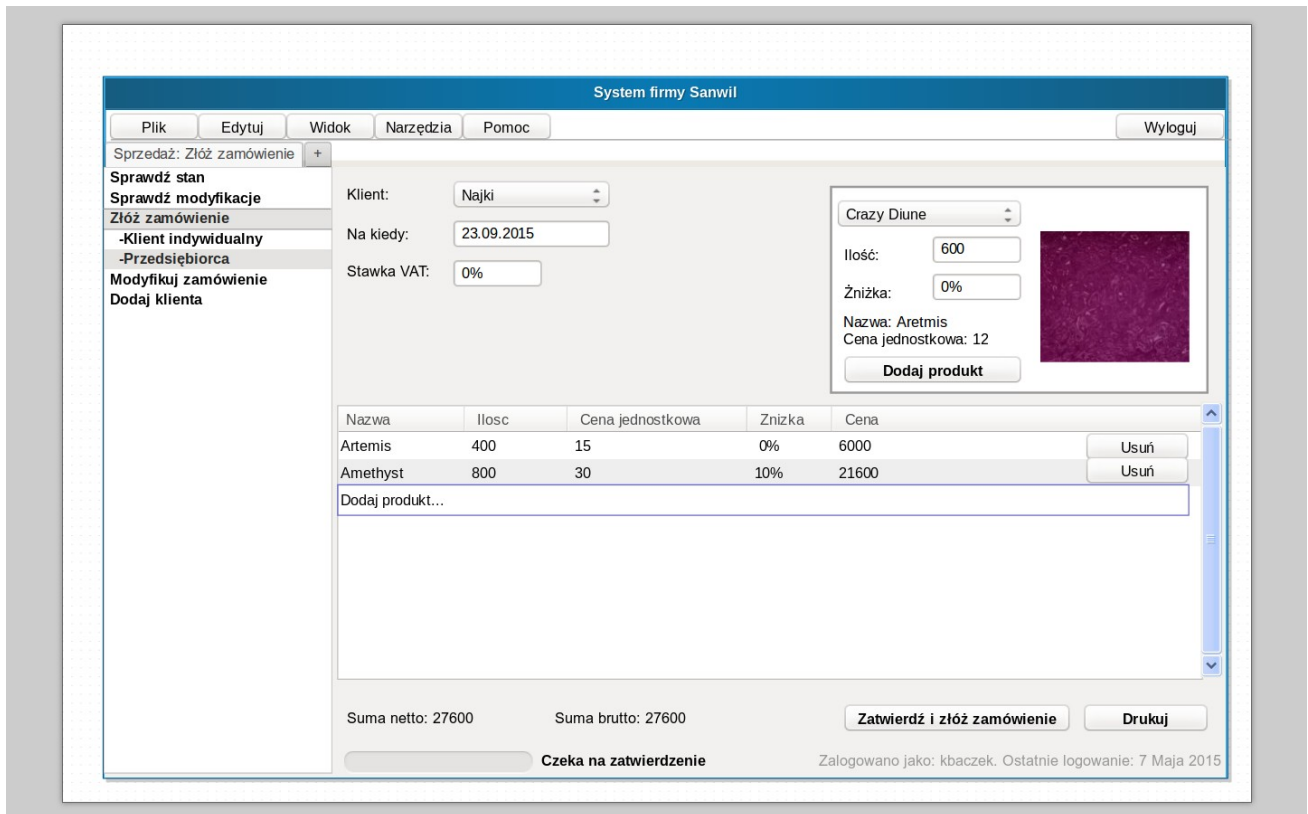 System firmy Sanwil
Plik Edytuj Widok Narzędzia Pomoc Wyloguj
Sprzedaż: Złóż zamówienie +
Sprawdź stan
Sprawdź modyfikacje
Złóż zamówienie
-Klient indywidualny
-Przedsiębiorca
Modyfikuj zamówienie
Dodaj klienta
Klient: Najki
Na kiedy: 23.09.2015
Stawka VAT: 0%
Crazy Diune
Ilość: 600
Żniżka: 0%
Nazwa: Aretmis
Cena jednostkowa: 12
Dodaj produkt
Nazwa Ilosc Cena jednostkowa Znizka Cena
Artemis 400 15 0% 6000 Usuń
Amethyst 800 30 10% 21600 Usuń
Dodaj produkt...
Suma netto: 27600 Suma brutto: 27600 Zatwierdź i złóż zamówienie Drukuj
Czeka na zatwierdzenie Zalogowano jako: kbaczek. Ostatnie logowanie: 7 Maja 2015